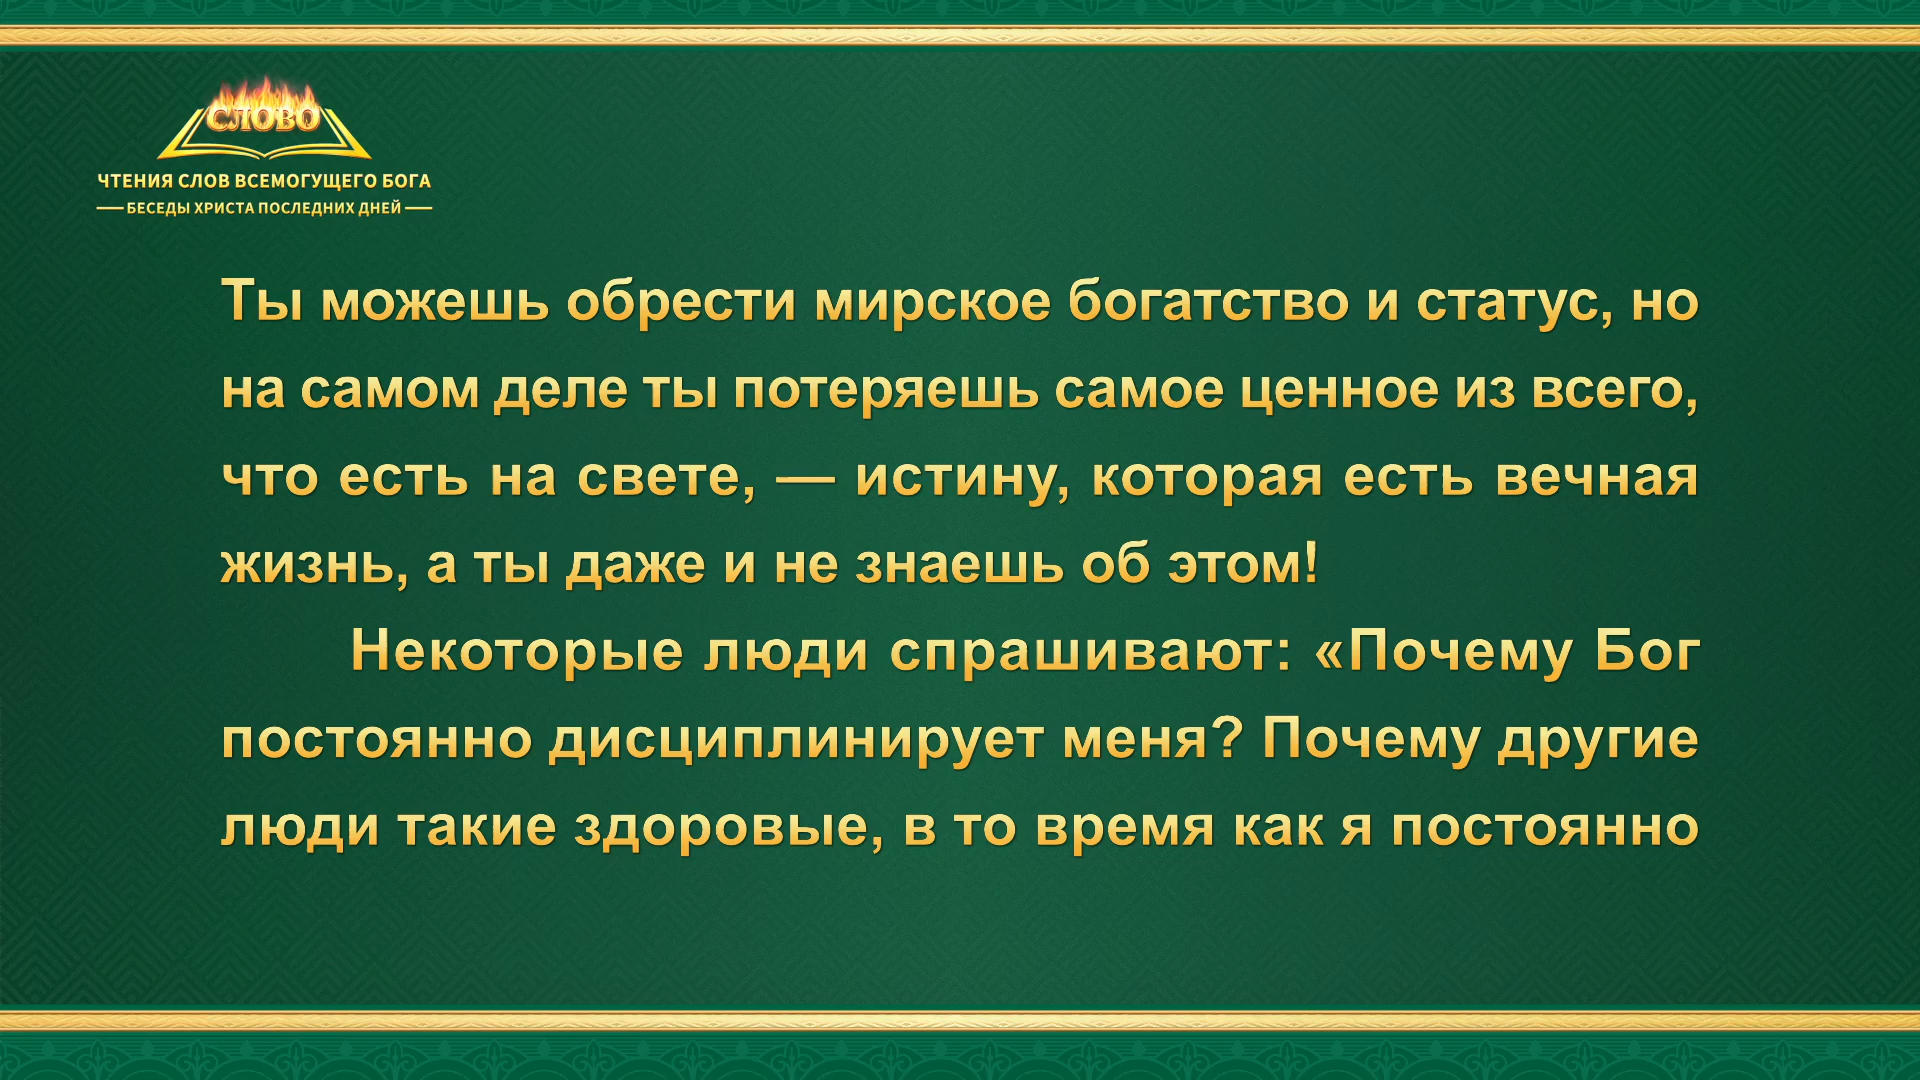 СЛОВО
ЧТЕНИЯ СЛОВ ВСЕМОГУЩЕГО БОГА
БЕСЕДЫ ХРИСТА ПОСЛЕДНИХ ДНЕЙ
Ты можешь обрести мирское богатство и статус, но
на самом деле ты потеряешь самое ценное из всего,
что есть на свете, — истину, которая есть вечная
жизнь, а ты даже и не знаешь об этом!
Некоторые люди спрашивают: «Почему Бог
постоянно дисциплинирует меня? Почему другие
люди такие здоровые, в то время как я постоянно